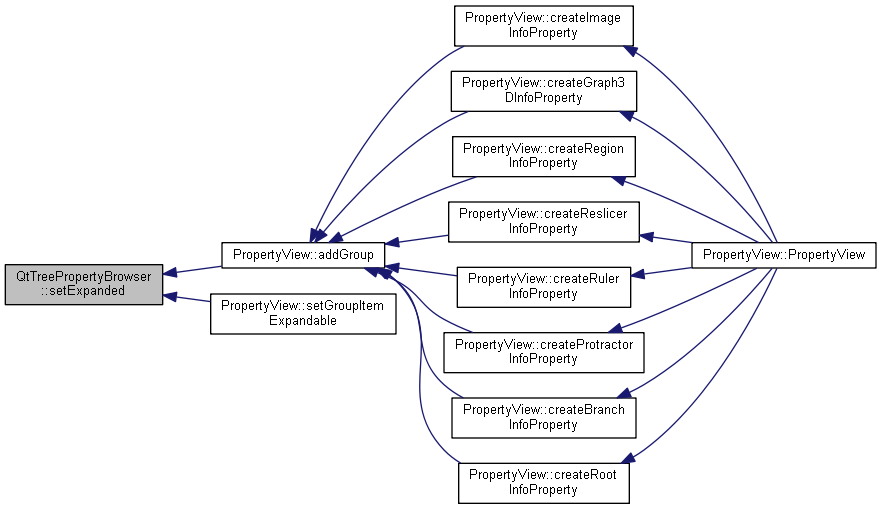 QtTreePropertyBrowser
::setExpanded
PropertyView::addGroup
PropertyView::setGroupItem
Expandable
PropertyView::createImage
InfoProperty
PropertyView::createGraph3
DInfoProperty
PropertyView::createRegion
InfoProperty
PropertyView::createReslicer
InfoProperty
PropertyView::createRuler
InfoProperty
PropertyView::createProtractor
InfoProperty
PropertyView::createBranch
InfoProperty
PropertyView::createRoot
InfoProperty
PropertyView::PropertyView